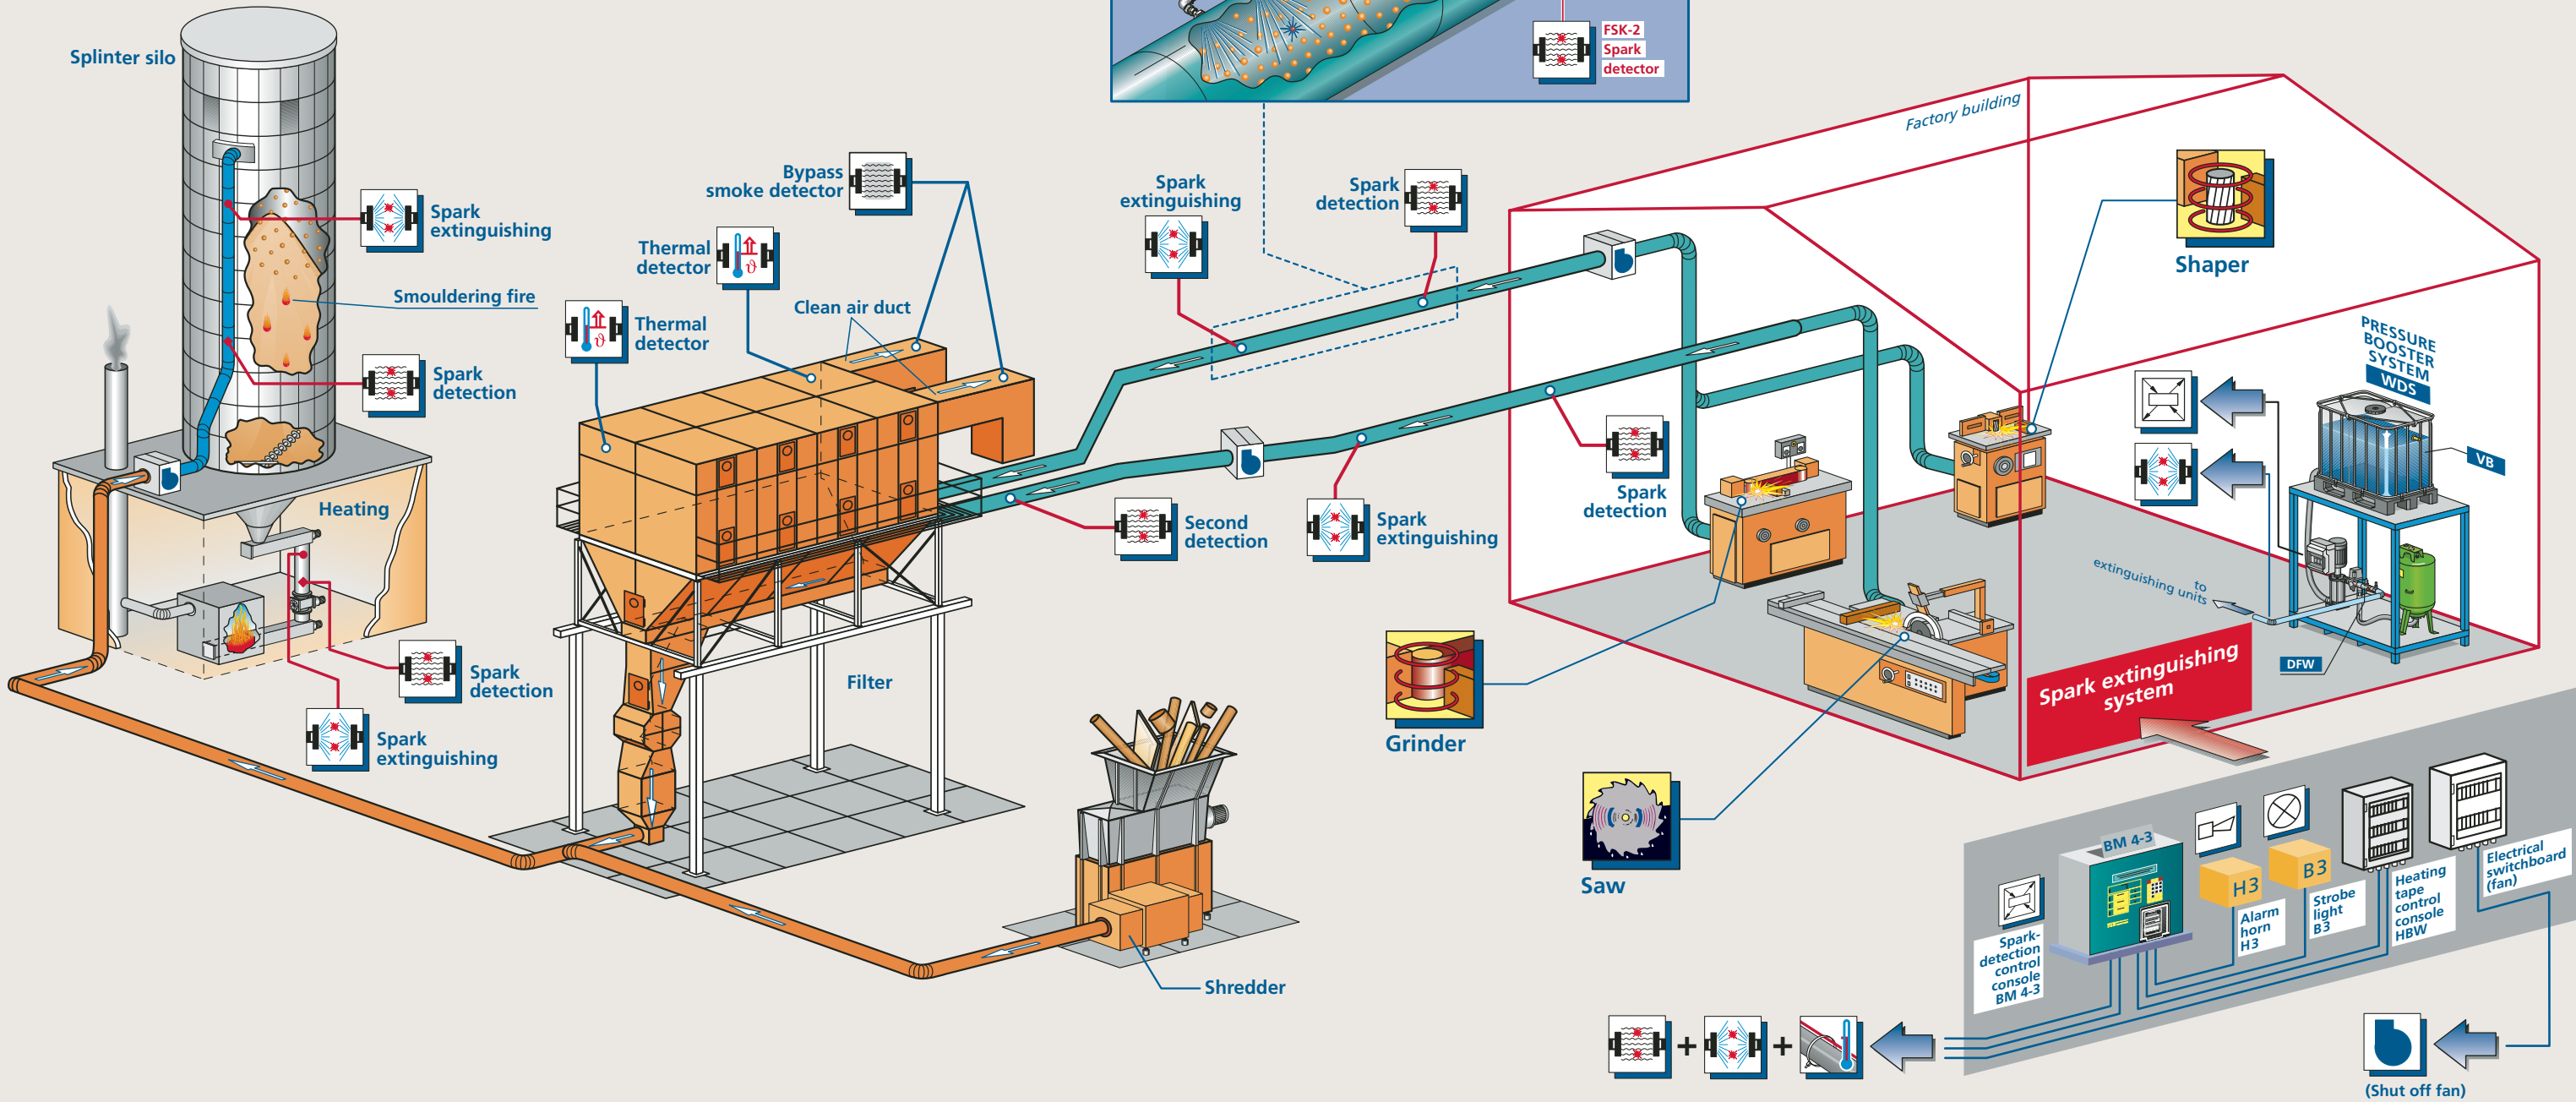 Splinter silo
Spark
extinguishing
Smouldering fire
Spark
detection
Heating
Spark
detection
Spark
extinguishing
Bypass
smoke detector
Thermal
detector
Thermal
detector
Clean air duct
Filter
Shredder
FSK-2
Spark
detector
Spark
extinguishing
Spark
detection
Second
detection
Spark
extinguishing
Spark
detection
Factory building
Shaper
Grinder
Saw
PRESSURE
BOOSTER
SYSTEM
WDS
VB
to
extinguishing units
DFW
Spark extinguishing
system
Spark-
detection
control
console
BM 4-3
BM 4-3
H3
Alarm
horn
H3
B3
Strobe
light
B3
Heating
tape
control
console
HBW
Electrical
switchboard
(fan)
+
+
(Shut off fan)